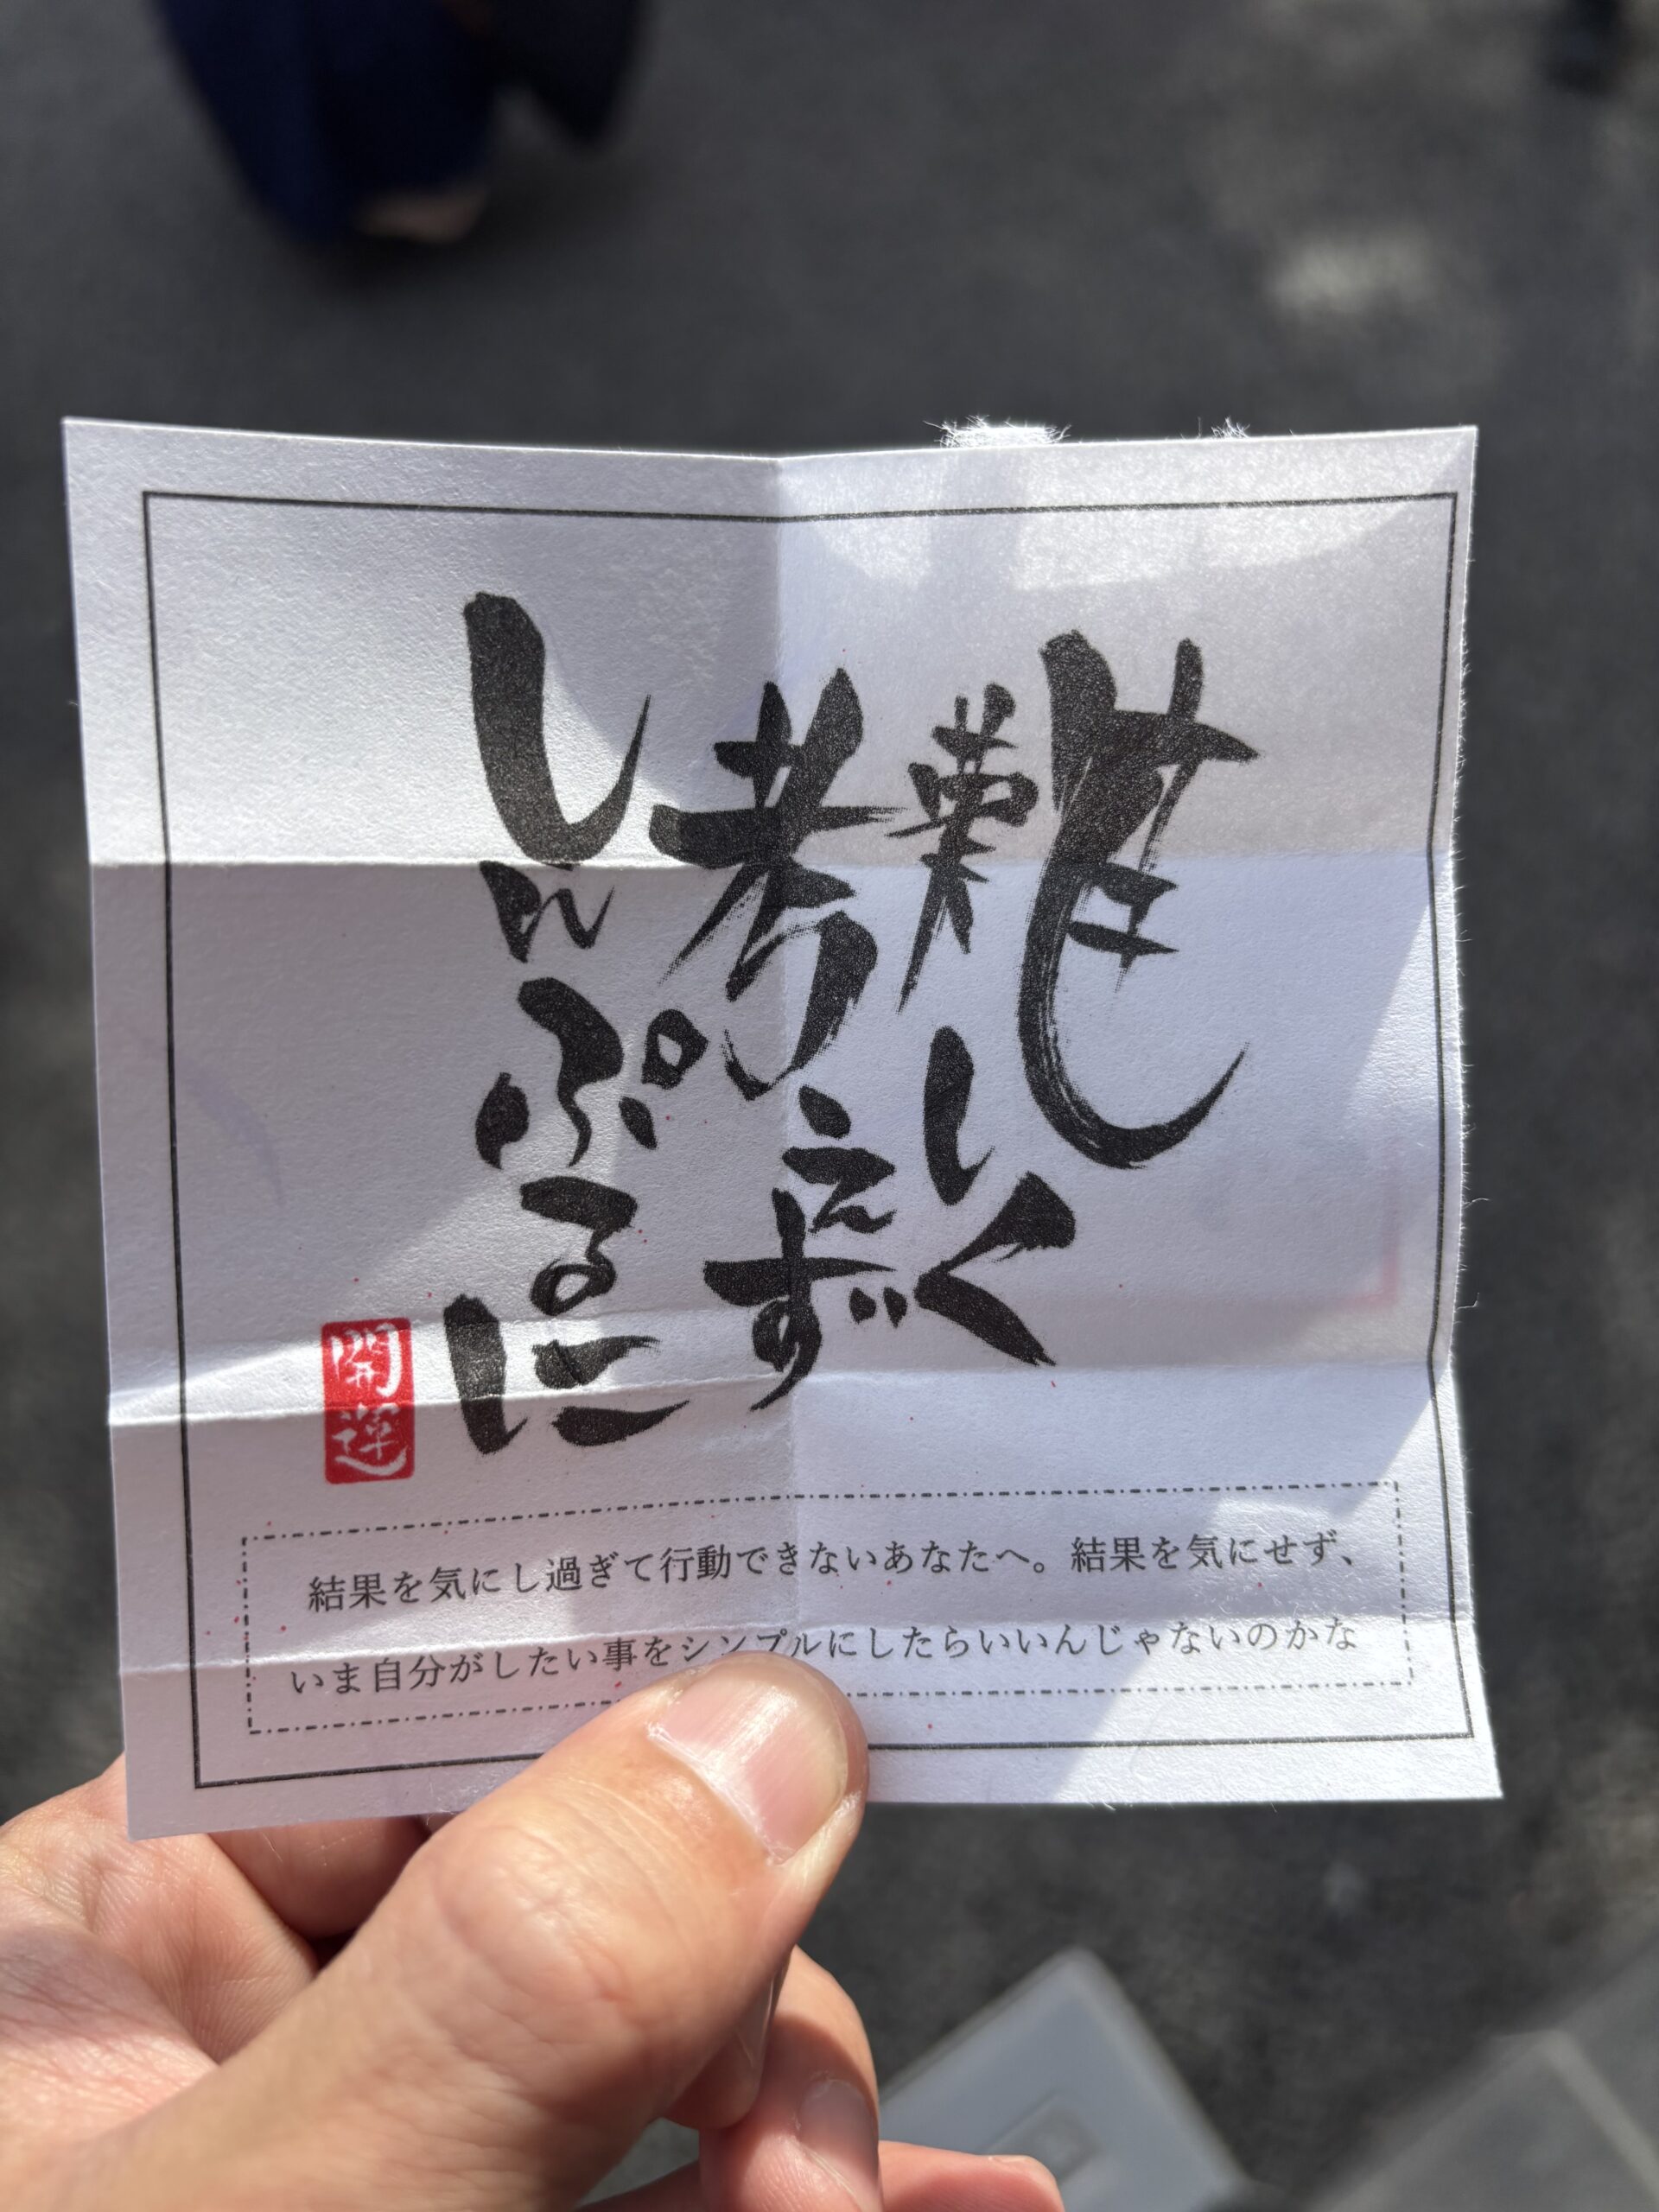 難しく
考えず
しんぷるに
開運
結果を気にし過ぎて行動できないあなたへ。結果を気にせず、
いま自分がしたい事をシンプルにしたらいいんじゃないのかな